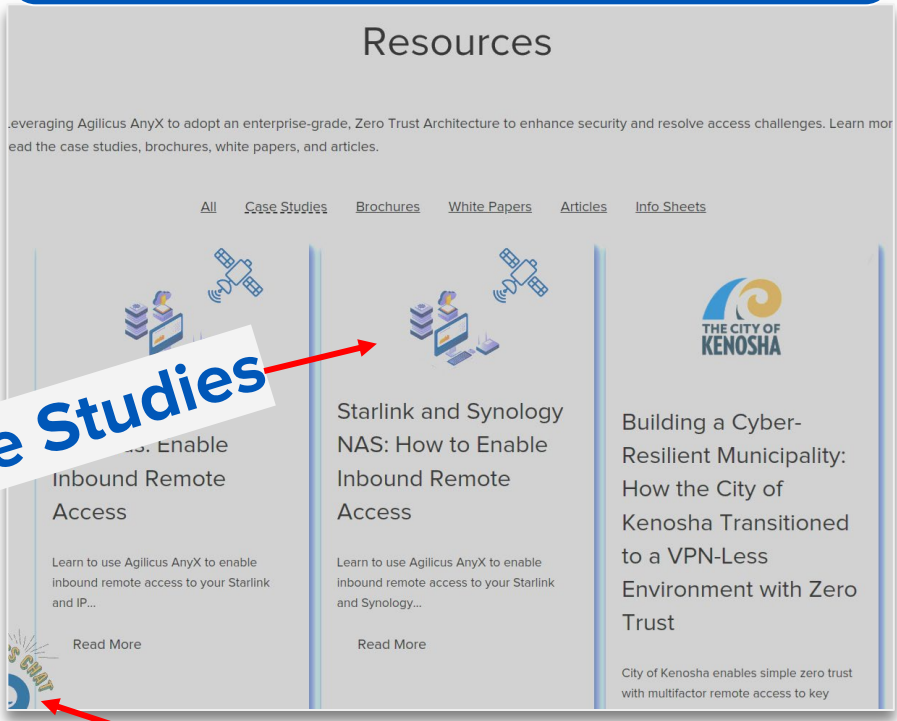 Resources
everaging Agilicus AnyX to adopt an enterprise-grade, Zero Trust Architecture to enhance security and resolve access challenges. Learn mor
ead the case studies, brochures, white papers, and articles.
All Case Studies Brochures White Papers Articles Info Sheets
THE CITY OF
KENOSHA
e Studies
Enable
Inbound Remote
Access
Learn to use Agilicus AnyX to enable
inbound remote access to your Starlink
and IP...
Read More
Starlink and Synology
NAS: How to Enable
Inbound Remote
Access
Learn to use Agilicus AnyX to enable
inbound remote access to your Starlink
and Synology...
Read More
Building a Cyber-
Resilient Municipality:
How the City of
Kenosha Transitioned
to a VPN-Less
Environment with Zero
Trust
City of Kenosha enables simple zero trust
with multifactor remote access to key
CHAT